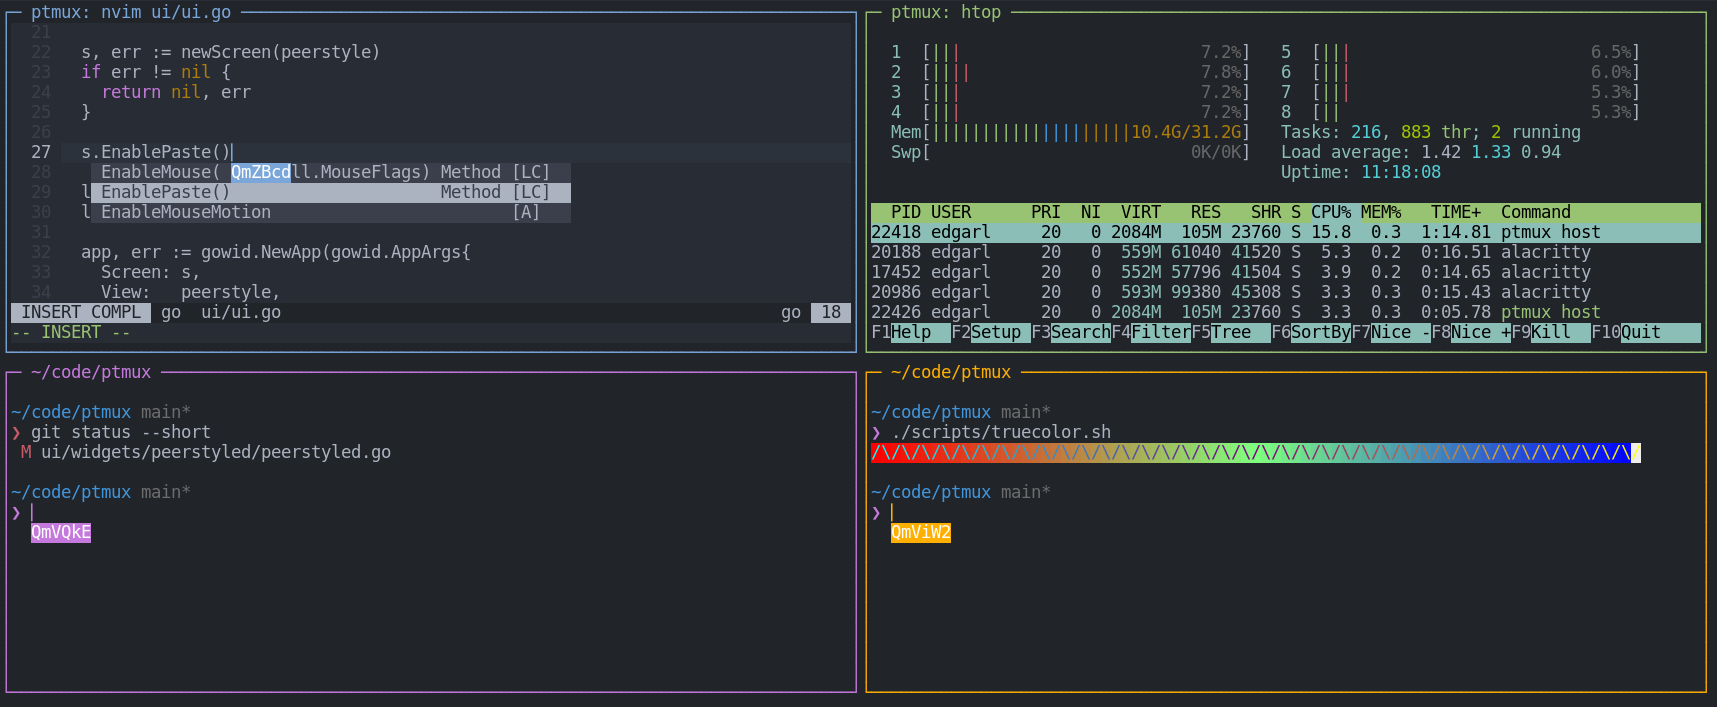 ptmux: nvim ui/ui.go
21
22 s, err := newScreen(peerstyle)
23 if err != nil {
24 return nil, err
25 }
26
27 s.EnablePaste()
28 EnableMouse( QmZBcdll.MouseFlags) Method [LC]
29 l EnablePaste() Method [LC]
30 l EnableMouseMotion [A]
31
32 app, err := gowid.NewApp(gowid.AppArgs{
33 Screen: s,
34 View: peerstyle,
INSERT COMPL go ui/ui.go go 18
-- INSERT --
ptmux: htop
1 [||| 7.2%] 5 [||| 6.5%]
2 [|||| 7.8%] 6 [||| 6.0%]
3 [||| 7.2%] 7 [||| 5.3%]
4 [||| 7.2%] 8 [|| 5.3%]
Mem[||||||||||||||||||||10.4G/31.2G] Tasks: 216, 883 thr; 2 running
Swp[ 0K/0K] Load average: 1.42 1.33 0.94
Uptime: 11:18:08
PID USER PRI NI VIRT RES SHR S CPU% MEM% TIME+ Command
22418 edgarl 20 0 2084M 105M 23760 S 15.8 0.3 1:14.81 ptmux host
20188 edgarl 20 0 559M 61040 41520 S 5.3 0.2 0:16.51 alacritty
17452 edgarl 20 0 552M 57796 41504 S 3.9 0.2 0:14.65 alacritty
20986 edgarl 20 0 593M 99380 45308 S 3.3 0.3 0:15.43 alacritty
22426 edgarl 20 0 2084M 105M 23760 S 3.3 0.3 0:05.78 ptmux host
F1Help F2Setup F3SearchF4FilterF5Tree F6SortByF7Nice -F8Nice +F9Kill F10Quit
~/code/ptmux
~/code/ptmux main*
❯ git status --short
M ui/widgets/peerstyled/peerstyled.go
~/code/ptmux main*
❯
QmVQkE
~/code/ptmux
~/code/ptmux main*
❯ ./scripts/truecolor.sh
/\/\/\/\/\/\/\/\/\/\/\/\/\/\/\/\/\/\/\/\/\/\/\/\/\/\/\/\/\/\/\/\/\/\/\/\/\/\/
~/code/ptmux main*
❯
QmViW2